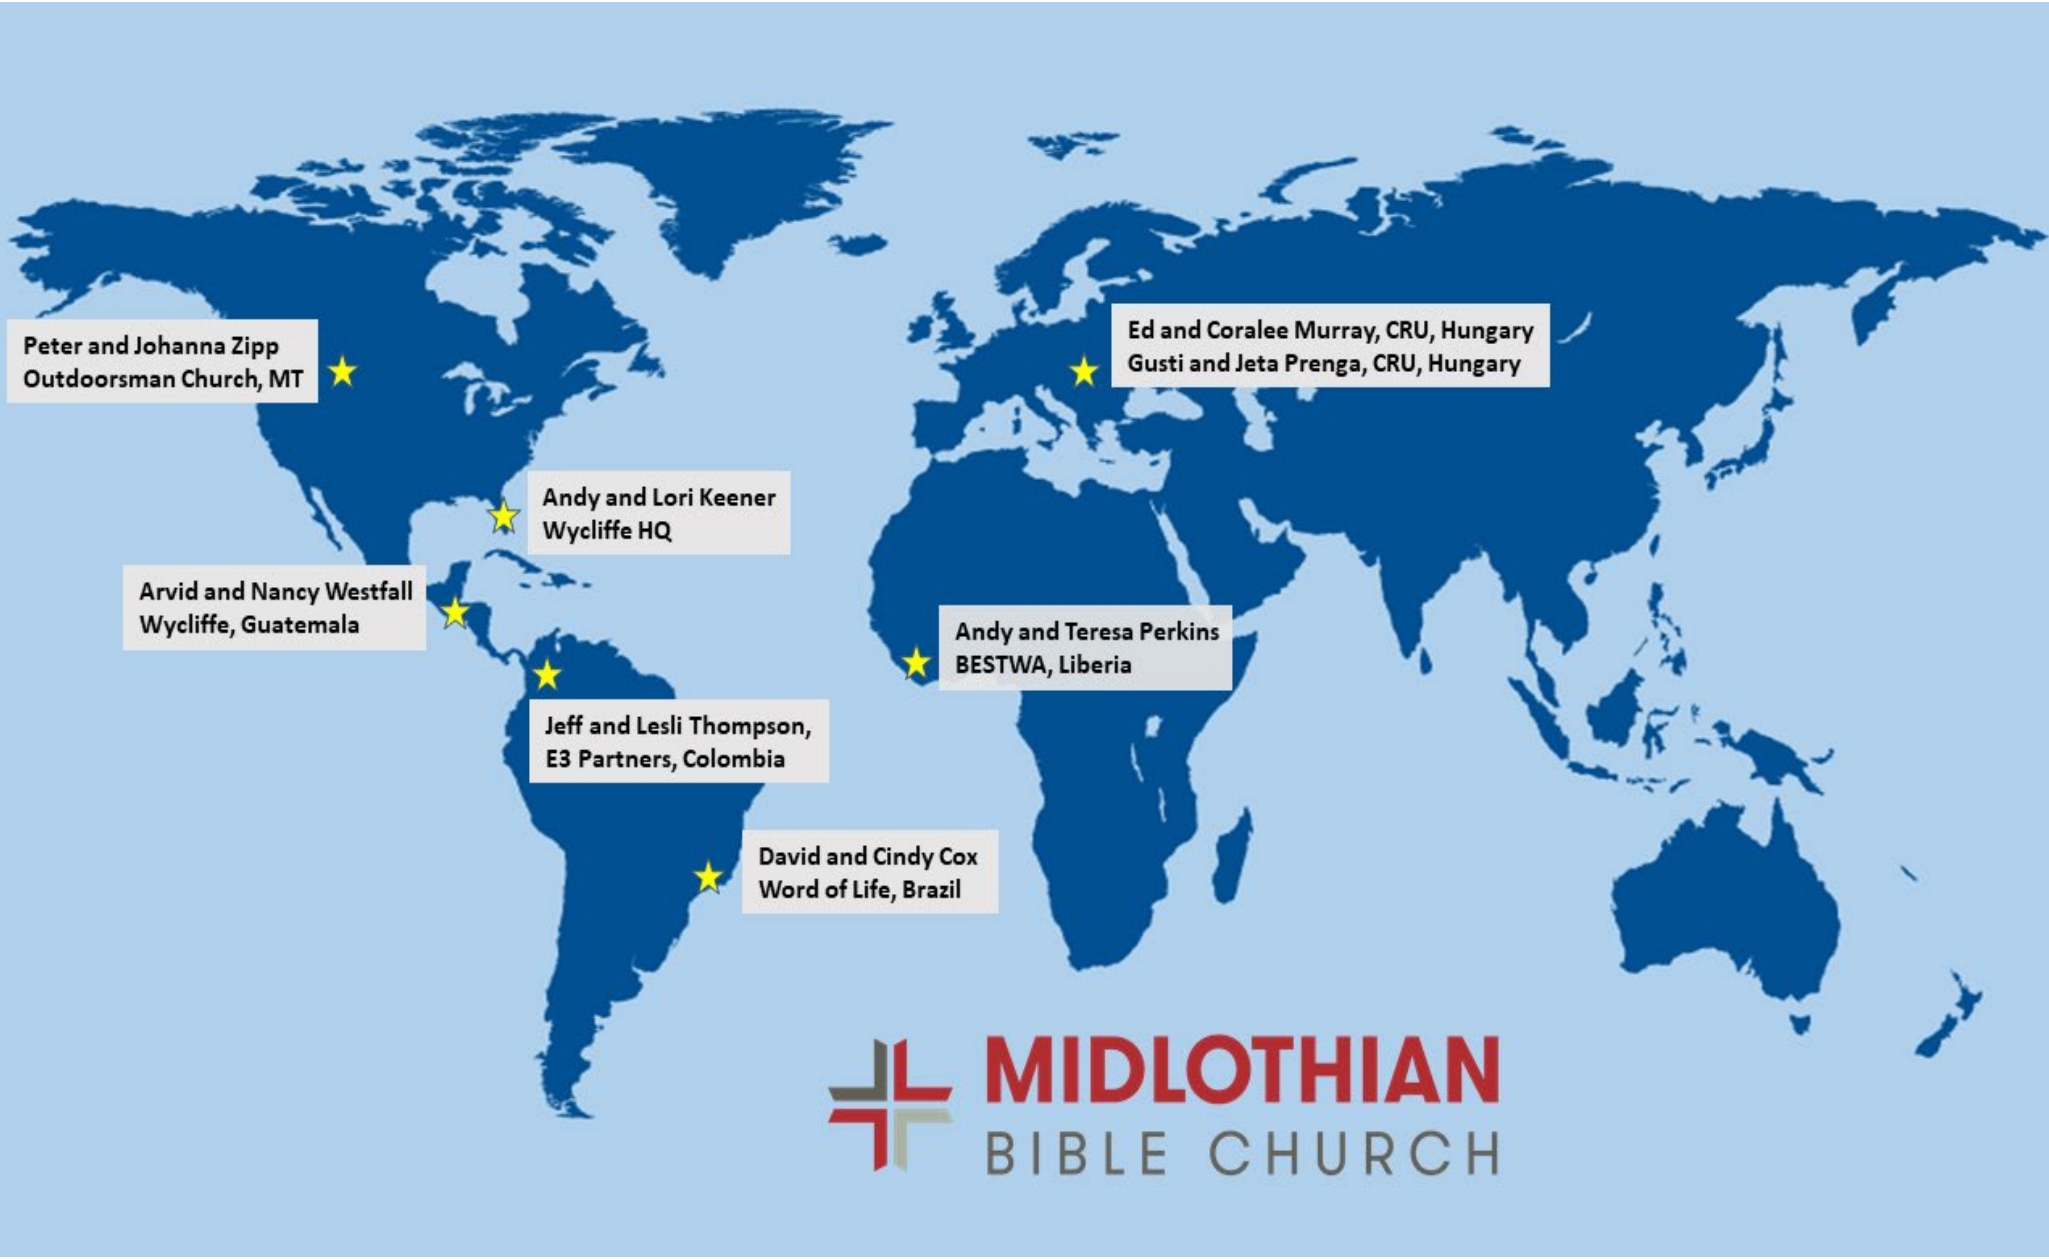 Peter and Johanna Zipp
Outdoorsman Church, MT
Ed and Coralee Murray, CRU, Hungary
Gusti and Jeta Prenga, CRU, Hungary
Andy and Lori Keener
Wycliffe HQ
Arvid and Nancy Westfall
Wycliffe, Guatemala
Andy and Teresa Perkins
BESTWA, Liberia
Jeff and Lesli Thompson,
E3 Partners, Colombia
David and Cindy Cox
Word of Life, Brazil
MIDLOTHIAN
BIBLE CHURCH